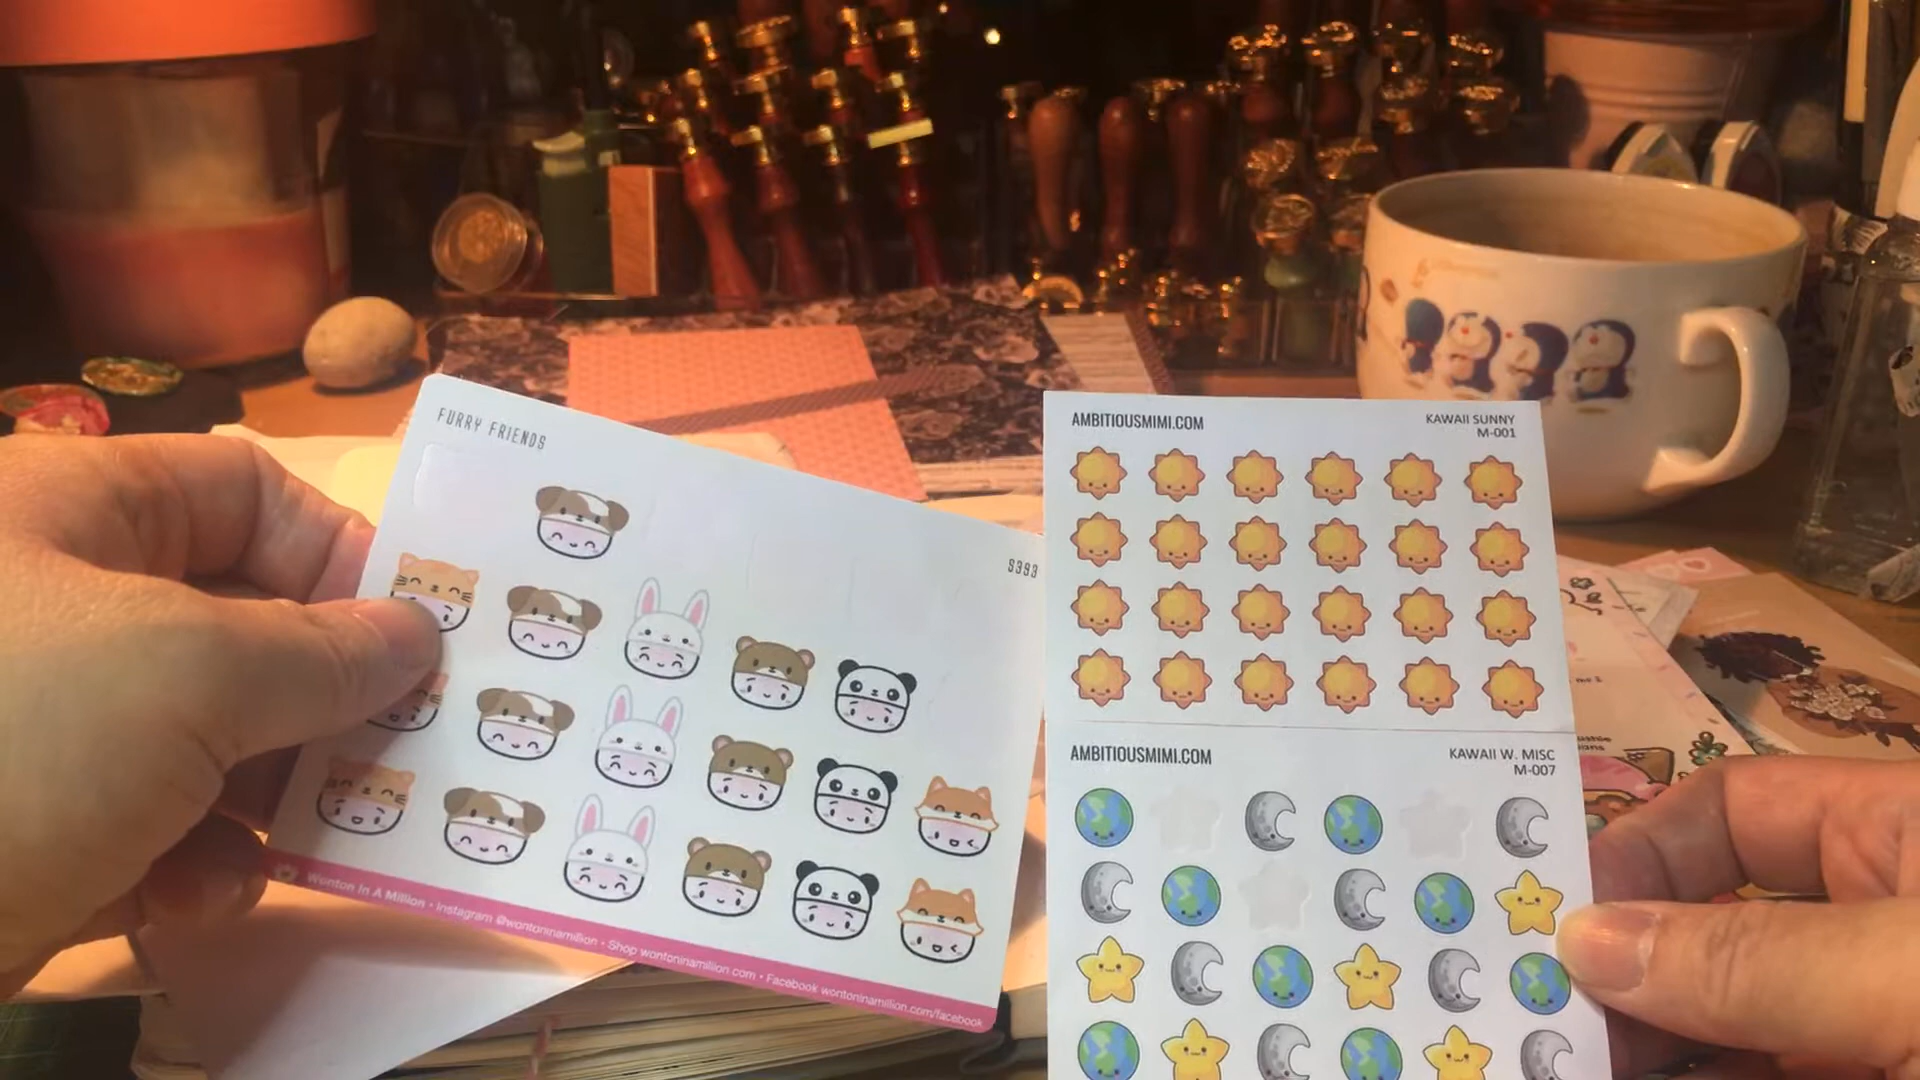 FURRY FRIENDS
S393
Wonton In A Million • Instagram @wontoninamillion • Shop wontoninamillion.com • Facebook wontoninamillion.com/facebook
AMBITIOUSMIMI.COM
KAWAII SUNNY
M-001
AMBITIOUSMIMI.COM
KAWAII W. MISC
M-007